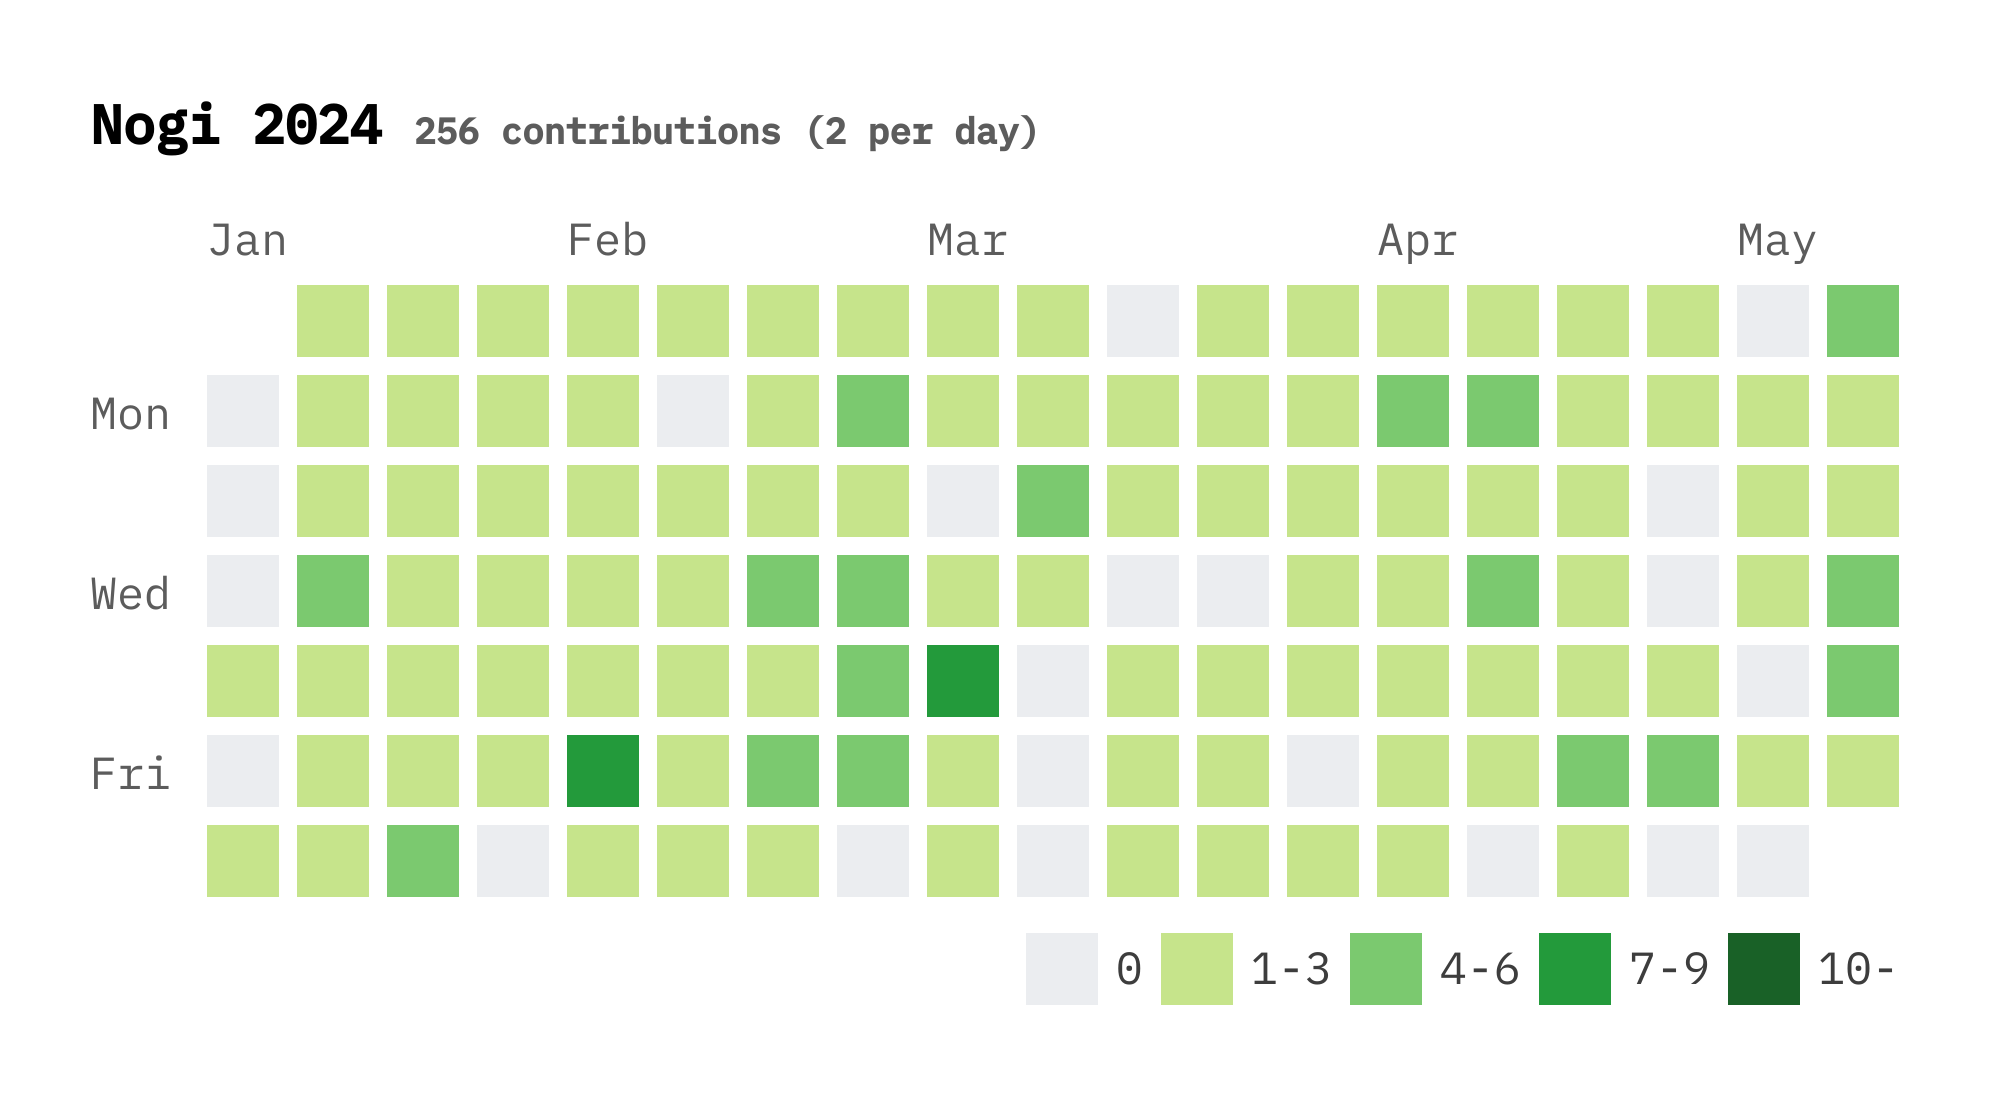 Nogi 2024 256 contributions (2 per day)
Jan Feb Mar Apr May
Mon
Wed
Fri
0 1-3 4-6 7-9 10-